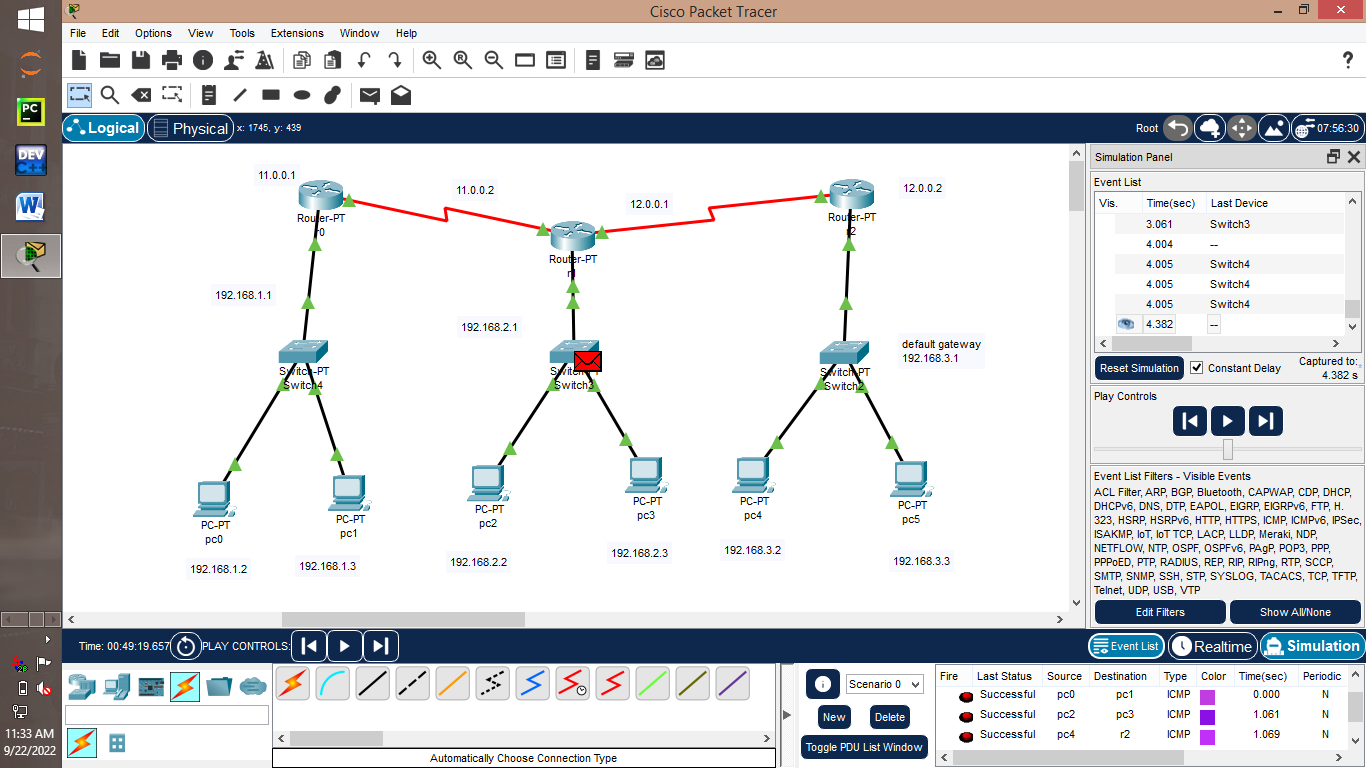 Cisco Packet Tracer
File Edit Options View Tools Extensions Window Help
?
PC
DEV C++
W
Logical
Physical
x: 1745, y: 439
Root
07:56:30
11.0.0.1
Router-PT
r0
11.0.0.2
12.0.0.1
Router-PT
r1
Router-PT
r2
12.0.0.2
192.168.1.1
192.168.2.1
default gateway
192.168.3.1
Switch-PT
Switch4
Switch-PT
Switch3
Switch-PT
Switch2
PC-PT
pc0
PC-PT
pc1
PC-PT
pc2
PC-PT
pc3
PC-PT
pc4
PC-PT
pc5
192.168.1.2
192.168.1.3
192.168.2.2
192.168.2.3
192.168.3.2
192.168.3.3
Simulation Panel
Event List
Vis. Time(sec) Last Device
3.061 Switch3
4.004 --
4.005 Switch4
4.005 Switch4
4.005 Switch4
4.382 --
Reset Simulation
Constant Delay
Captured to:
4.382 s
Play Controls
Event List Filters - Visible Events
ACL Filter, ARP, BGP, Bluetooth, CAPWAP, CDP, DHCP,
DHCPv6, DNS, DTP, EAPOL, EIGRP, EIGRPv6, FTP, H.
323, HSRP, HSRPv6, HTTP, HTTPS, ICMP, ICMPv6, IPSec,
ISAKMP, IoT, IoT TCP, LACP, LLDP, Meraki, NDP,
NETFLOW, NTP, OSPF, OSPFv6, PAgP, POP3, PPP,
PPPoED, PTP, RADIUS, REP, RIP, RIPng, RTP, SCCP,
SMTP, SNMP, SSH, STP, SYSLOG, TACACS, TCP, TFTP,
Telnet, UDP, USB, VTP
Edit Filters
Show All/None
Time: 00:49:19.657
PLAY CONTROLS:
Event List
Realtime
Simulation
Automatically Choose Connection Type
Scenario 0
New
Delete
Toggle PDU List Window
Fire Last Status Source Destination Type Color Time(sec) Periodic
Successful pc0 pc1 ICMP 0.000 N
Successful pc2 pc3 ICMP 1.061 N
Successful pc4 r2 ICMP 1.069 N
11:33 AM
9/22/2022